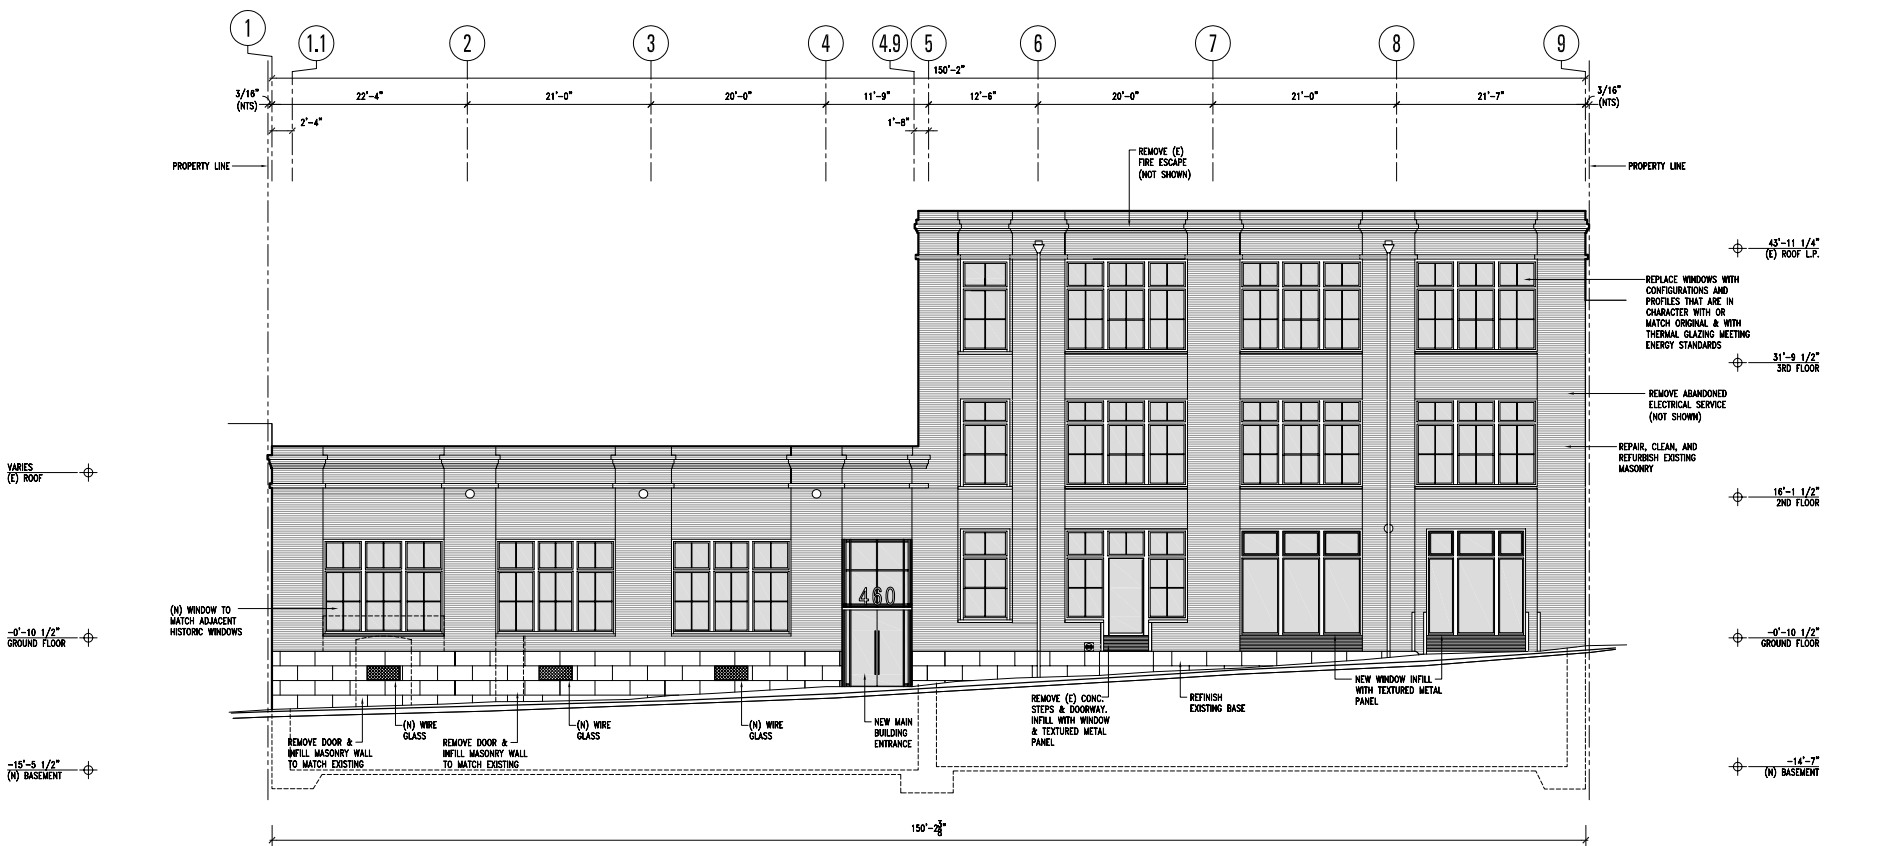 1
1.1
2
3
4
4.9
5
6
7
8
9
150'-2"
3/16"
(NTS)
22'-4"
21'-0"
20'-0"
11'-9"
12'-6"
20'-0"
21'-0"
21'-7"
3/16"
(NTS)
2'-4"
1'-8"
PROPERTY LINE
REMOVE (E)
FIRE ESCAPE
(NOT SHOWN)
PROPERTY LINE
43'-11 1/4"
(E) ROOF L.P.
REPLACE WINDOWS WITH
CONFIGURATIONS AND
PROFILES THAT ARE IN
CHARACTER WITH OR
MATCH ORIGINAL & WITH
THERMAL GLAZING MEETING
ENERGY STANDARDS
31'-9 1/2"
3RD FLOOR
REMOVE ABANDONED
ELECTRICAL SERVICE
(NOT SHOWN)
REPAIR, CLEAN, AND
REFURBISH EXISTING
MASONRY
VARIES
(E) ROOF
16'-1 1/2"
2ND FLOOR
460
(N) WINDOW TO
MATCH ADJACENT
HISTORIC WINDOWS
-0'-10 1/2"
GROUND FLOOR
-0'-10 1/2"
GROUND FLOOR
REMOVE DOOR &
INFILL MASONRY WALL
TO MATCH EXISTING
(N) WIRE
GLASS
REMOVE DOOR &
INFILL MASONRY WALL
TO MATCH EXISTING
(N) WIRE
GLASS
(N) WIRE
GLASS
NEW MAIN
BUILDING
ENTRANCE
REMOVE (E) CONC.
STEPS & DOORWAY.
INFILL WITH WINDOW
& TEXTURED METAL
PANEL
REFINISH
EXISTING BASE
NEW WINDOW INFILL
WITH TEXTURED METAL
PANEL
-15'-5 1/2"
(N) BASEMENT
-14'-7"
(N) BASEMENT
150'-2 3/8"